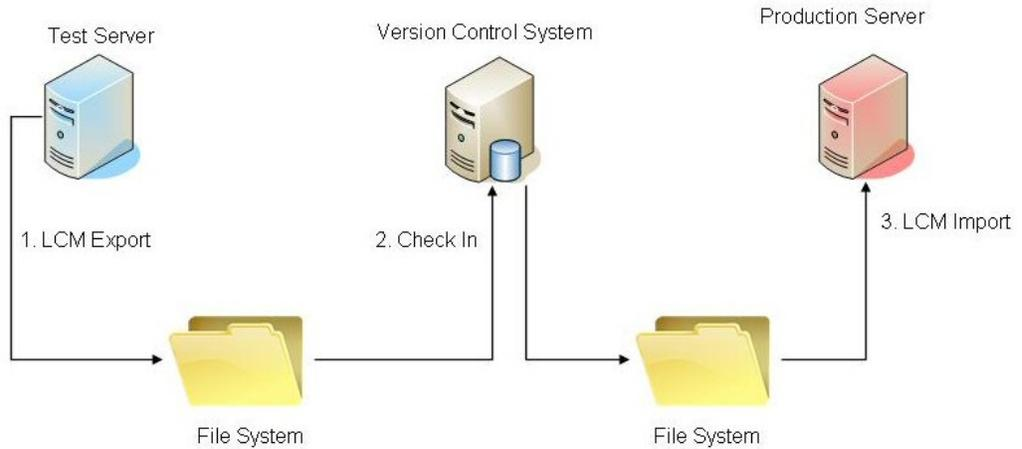 Test Server
Version Control System
Production Server
1. LCM Export
2. Check In
3. LCM Import
File System
File System